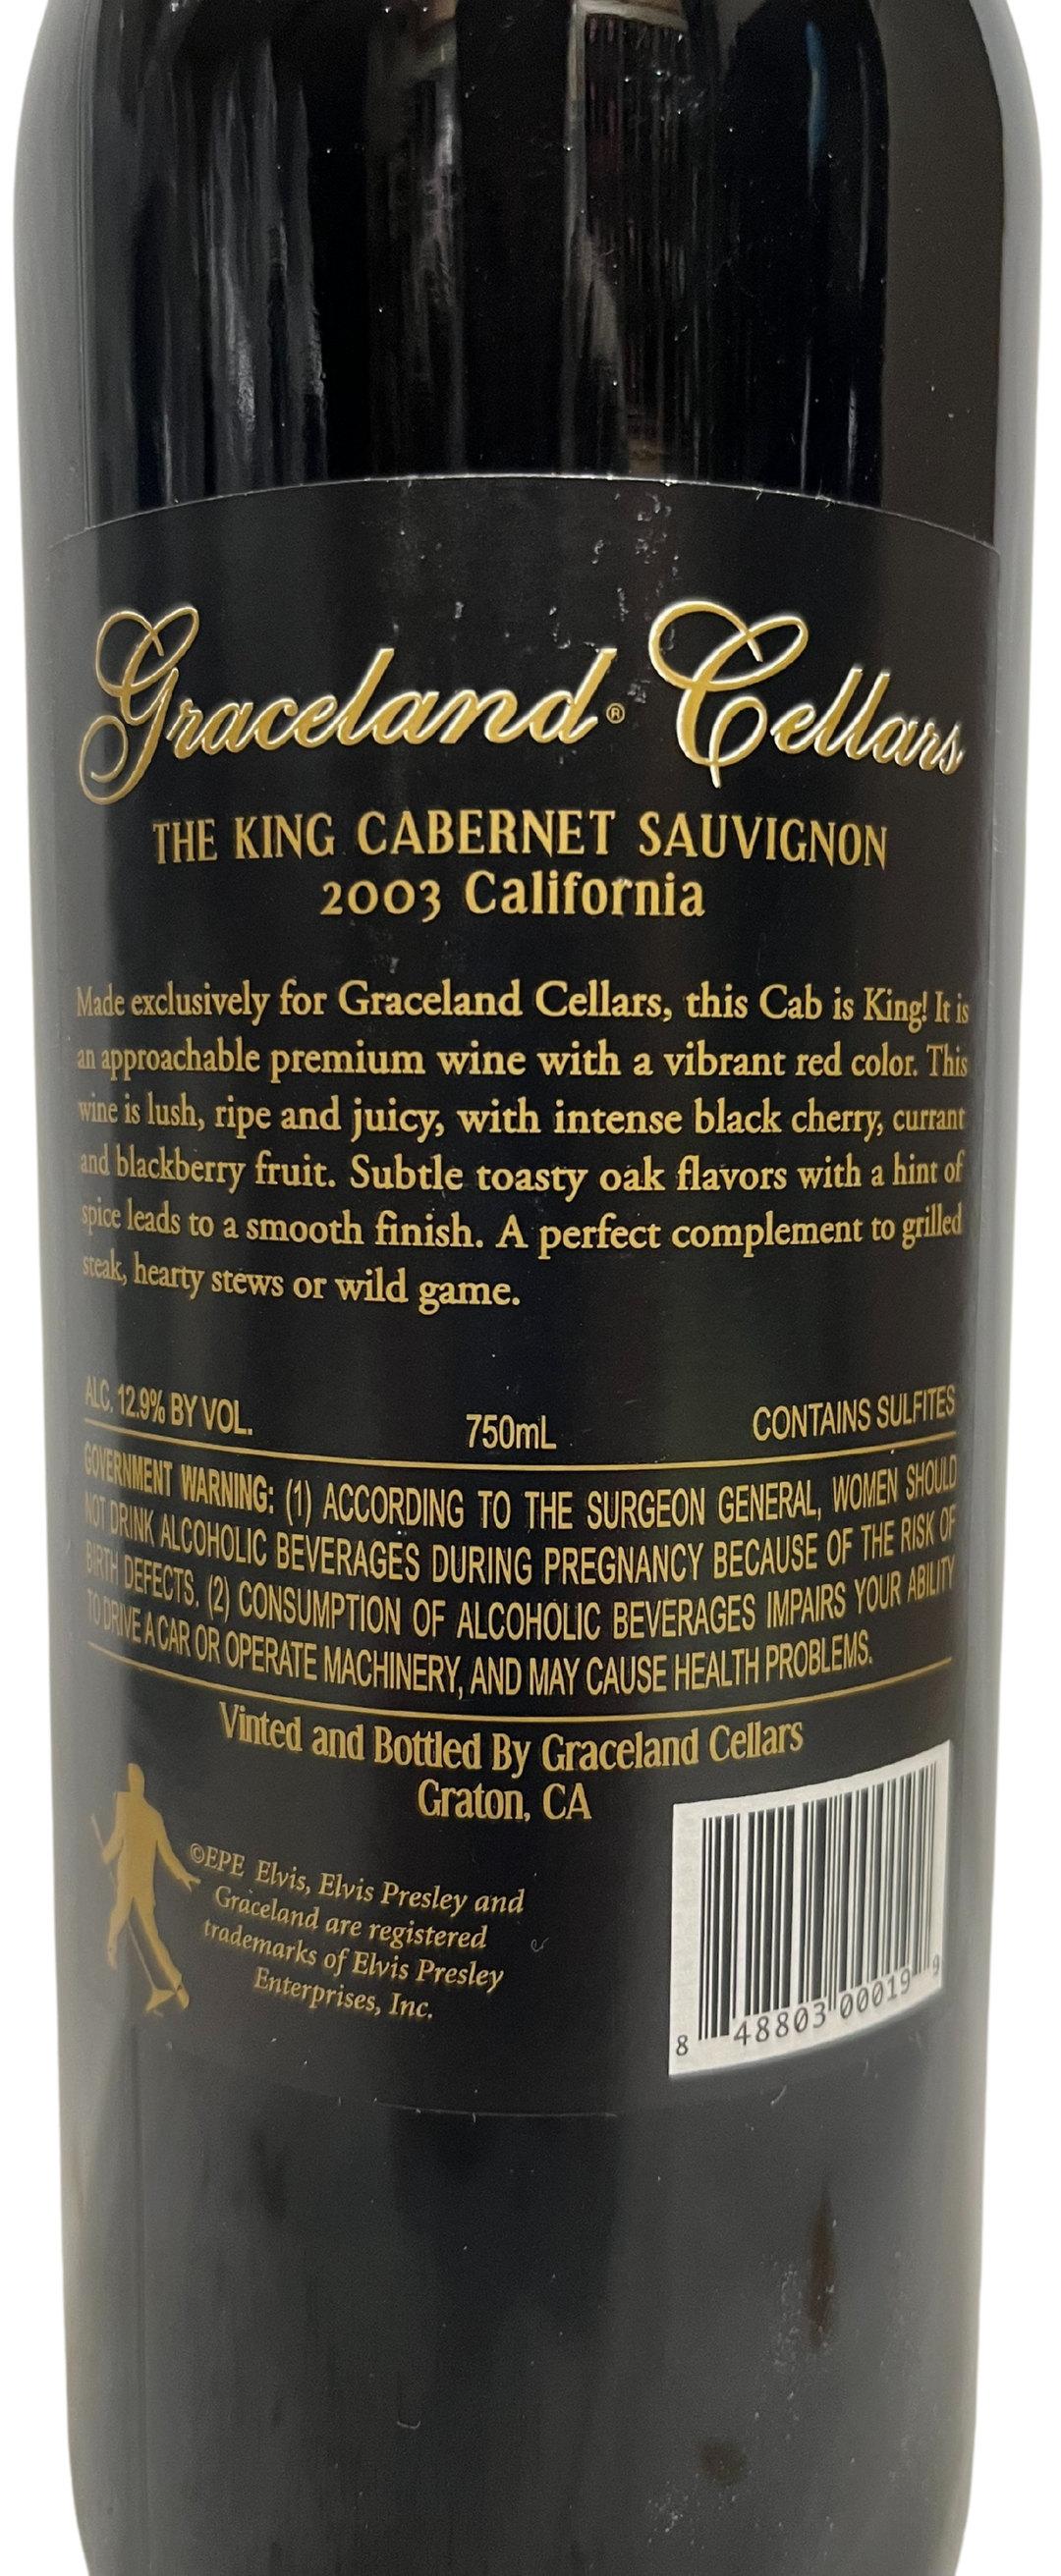 Graceland® Cellars
THE KING CABERNET SAUVIGNON
2003 California
Made exclusively for Graceland Cellars, this Cab is King! It is
an approachable premium wine with a vibrant red color. This
wine is lush, ripe and juicy, with intense black cherry, currant
and blackberry fruit. Subtle toasty oak flavors with a hint of
spice leads to a smooth finish. A perfect complement to grilled
steak, hearty stews or wild game.
ALC. 12.9% BY VOL. 750mL CONTAINS SULFITES
GOVERNMENT WARNING: (1) ACCORDING TO THE SURGEON GENERAL, WOMEN SHOULD
NOT DRINK ALCOHOLIC BEVERAGES DURING PREGNANCY BECAUSE OF THE RISK OF
BIRTH DEFECTS. (2) CONSUMPTION OF ALCOHOLIC BEVERAGES IMPAIRS YOUR ABILITY
TO DRIVE A CAR OR OPERATE MACHINERY, AND MAY CAUSE HEALTH PROBLEMS.
Vinted and Bottled By Graceland Cellars
Graton, CA
©EPE Elvis, Elvis Presley and
Graceland are registered
trademarks of Elvis Presley
Enterprises, Inc.
8 48803 00019 9